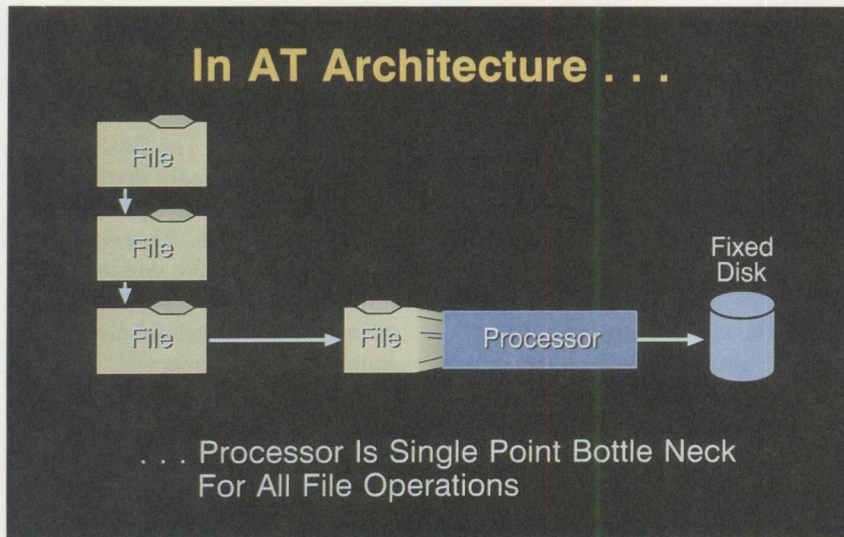 In AT Architecture . . .
File
File
File
File
Processor
Fixed
Disk
. . . Processor Is Single Point Bottle Neck
For All File Operations